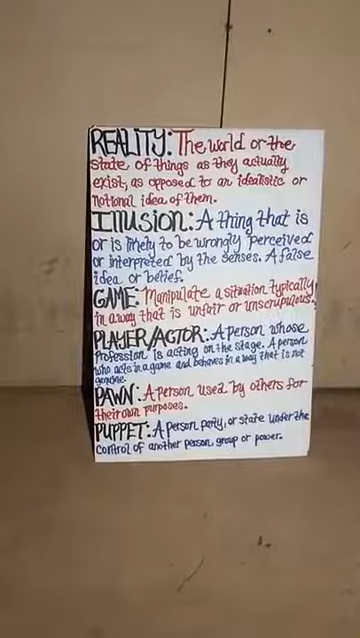 REALITY: The world or the
state of things as they actually
exist, as opposed to an idealistic or
notional idea of them.
ILLUSION: A thing that is
or is likely to be wrongly perceived
or interpreted by the senses. A false
idea or belief.
GAME: Manipulate a situation typically
in a way that is unfair or unscrupulous.
PLAYER/ACTOR: A person whose
Profession is acting on the stage. A person
who acts in a game and behaves in a way that is not
genuine.
PAWN: A person used by others for
their own purposes.
PUPPET: A person, party, or state under the
control of another person, group or power.